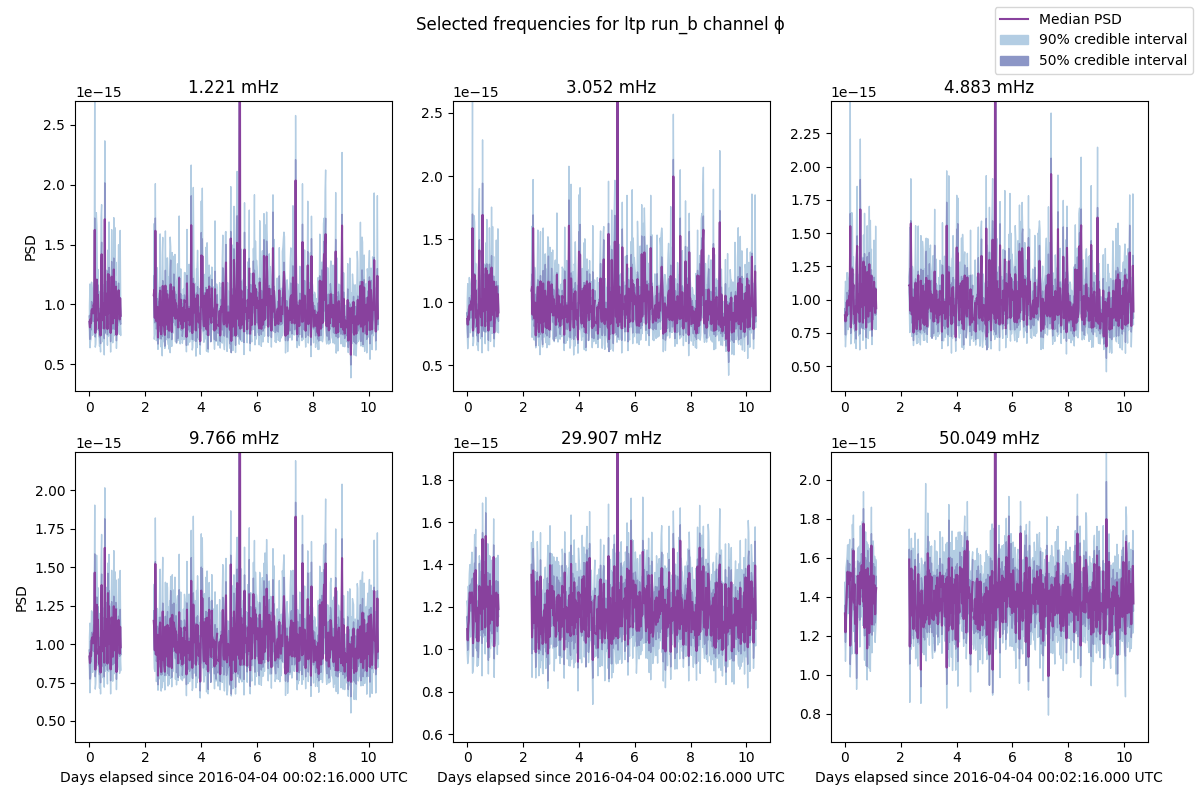 Selected frequencies for ltp run_b channel ϕ
Median PSD
90% credible interval
50% credible interval
1e−15
1.221 mHz
1e−15
3.052 mHz
1e−15
4.883 mHz
PSD
2.5
2.0
1.5
1.0
0.5
2.5
2.0
1.5
1.0
0.5
2.25
2.00
1.75
1.50
1.25
1.00
0.75
0.50
0 2 4 6 8 10
0 2 4 6 8 10
0 2 4 6 8 10
1e−15
9.766 mHz
1e−15
29.907 mHz
1e−15
50.049 mHz
PSD
2.00
1.75
1.50
1.25
1.00
0.75
0.50
1.8
1.6
1.4
1.2
1.0
0.8
0.6
2.0
1.8
1.6
1.4
1.2
1.0
0.8
0 2 4 6 8 10
0 2 4 6 8 10
0 2 4 6 8 10
Days elapsed since 2016-04-04 00:02:16.000 UTC
Days elapsed since 2016-04-04 00:02:16.000 UTC
Days elapsed since 2016-04-04 00:02:16.000 UTC